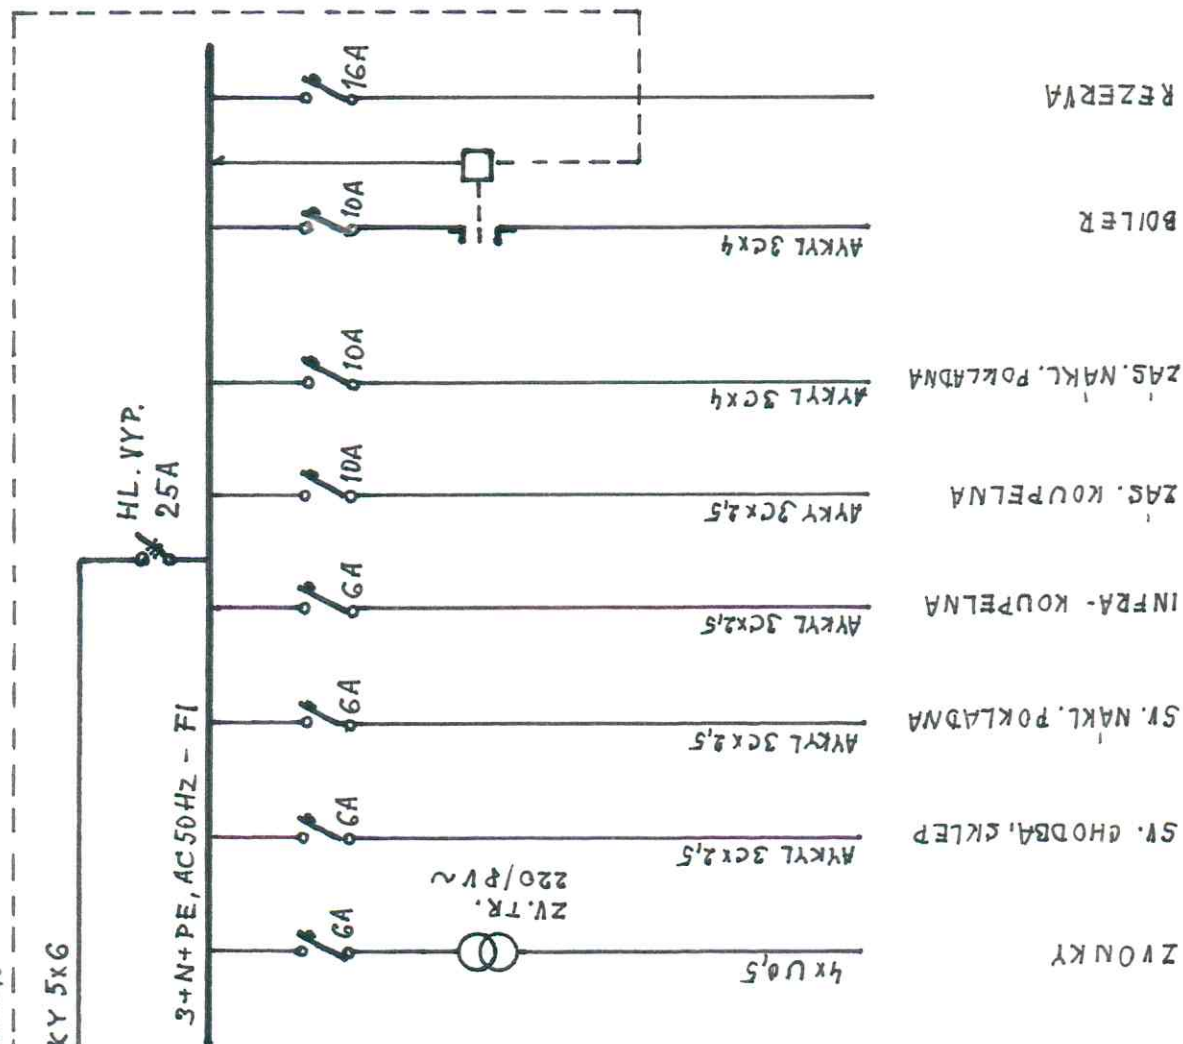 16A
REZERVA
10A
AYKYL 3Cx4
BOILER
10A
AYKYL 3Cx4
ZÁS. NÁKL. POKLADNA
HL. VYP.
25A
10A
AYKY 3Cx2,5
ZÁS. KOUPELNA
6A
AYKYL 3Cx2,5
INFRA - KOUPELNA
6A
AYKYL 3Cx2,5
SV. NÁKL. POKLADNA
6A
AYKYL 3Cx2,5
SV. CHODBA, SKLEP
3+N+PE, AC 50Hz - FI
6A
ZV. TR.
220/8V~
4x U 0,5
ZVONKY
KY 5x6